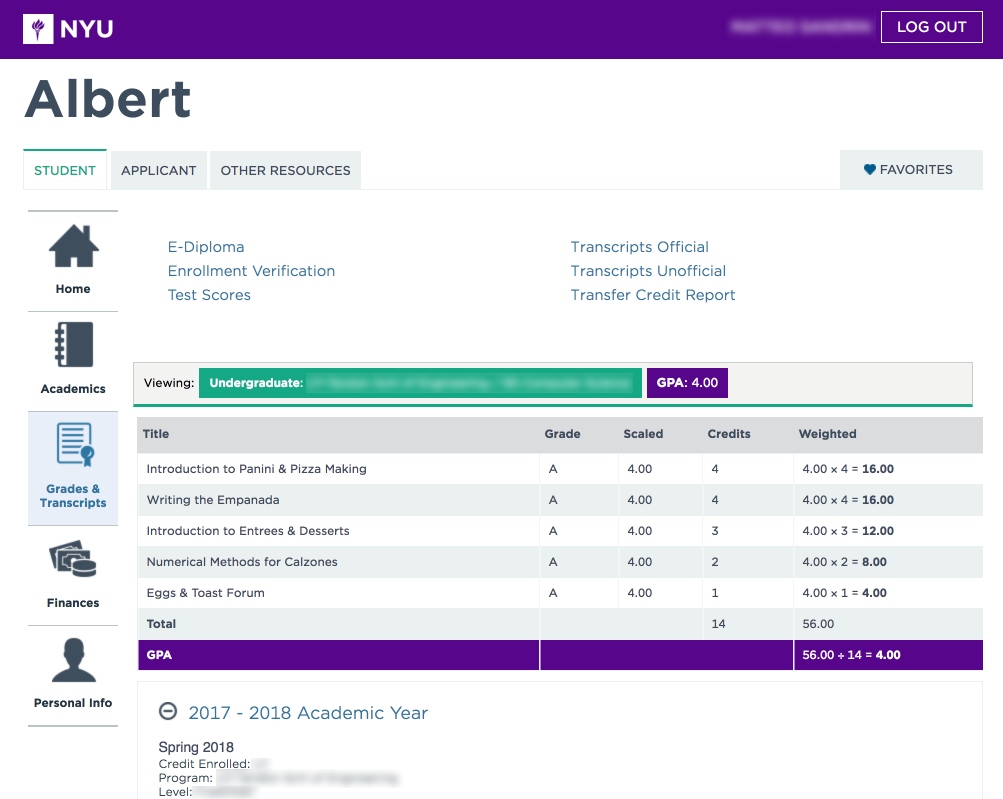 NYU
LOG OUT
Albert
STUDENT APPLICANT OTHER RESOURCES FAVORITES
Home
Academics
Grades &
Transcripts
Finances
Personal Info
E-Diploma Transcripts Official
Enrollment Verification Transcripts Unofficial
Test Scores Transfer Credit Report
Viewing: Undergraduate: GPA: 4.00
Title Grade Scaled Credits Weighted
Introduction to Panini & Pizza Making A 4.00 4 4.00 × 4 = 16.00
Writing the Empanada A 4.00 4 4.00 × 4 = 16.00
Introduction to Entrees & Desserts A 4.00 3 4.00 × 3 = 12.00
Numerical Methods for Calzones A 4.00 2 4.00 × 2 = 8.00
Eggs & Toast Forum A 4.00 1 4.00 × 1 = 4.00
Total 14 56.00
GPA 56.00 ÷ 14 = 4.00
2017 - 2018 Academic Year
Spring 2018
Credit Enrolled:
Program:
Level: